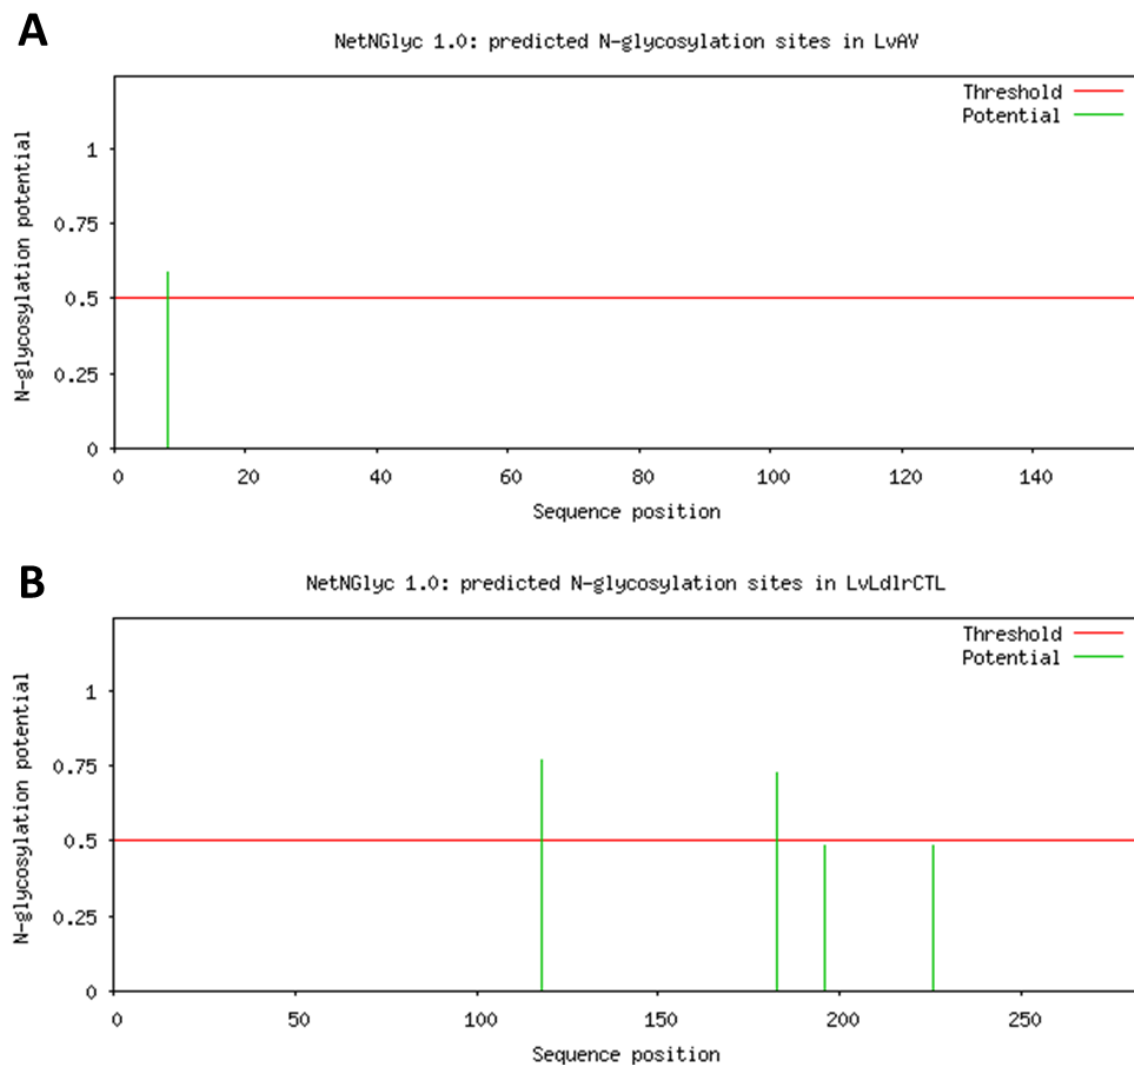 A
NetNGlyc 1.0: predicted N-glycosylation sites in LvAV
Threshold
Potential
N-glycosylation potential
1
0.75
0.5
0.25
0
0 20 40 60 80 100 120 140
Sequence position
B
NetNGlyc 1.0: predicted N-glycosylation sites in LvLdlrCTL
Threshold
Potential
N-glycosylation potential
1
0.75
0.5
0.25
0
0 50 100 150 200 250
Sequence position